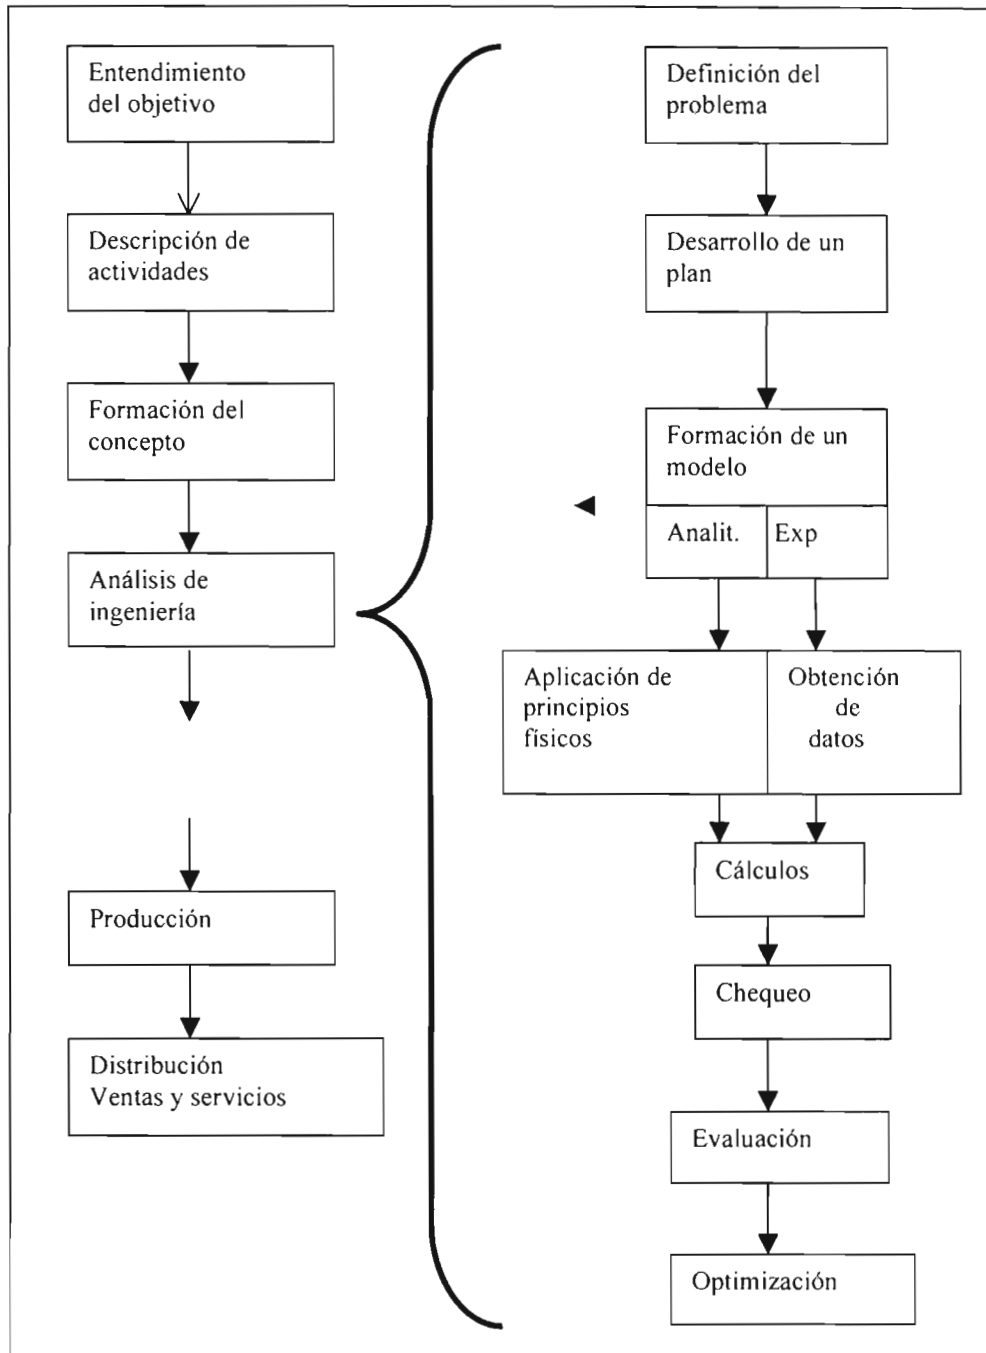 Entendimiento
del objetivo
Descripción de
actividades
Formación del
concepto
Análisis de
ingeniería
Producción
Distribución
Ventas y servicios
Definición del
problema
Desarrollo de un
plan
Formación de un
modelo
Analit.
Exp
Aplicación de
principios
físicos
Obtención
de
datos
Cálculos
Chequeo
Evaluación
Optimización